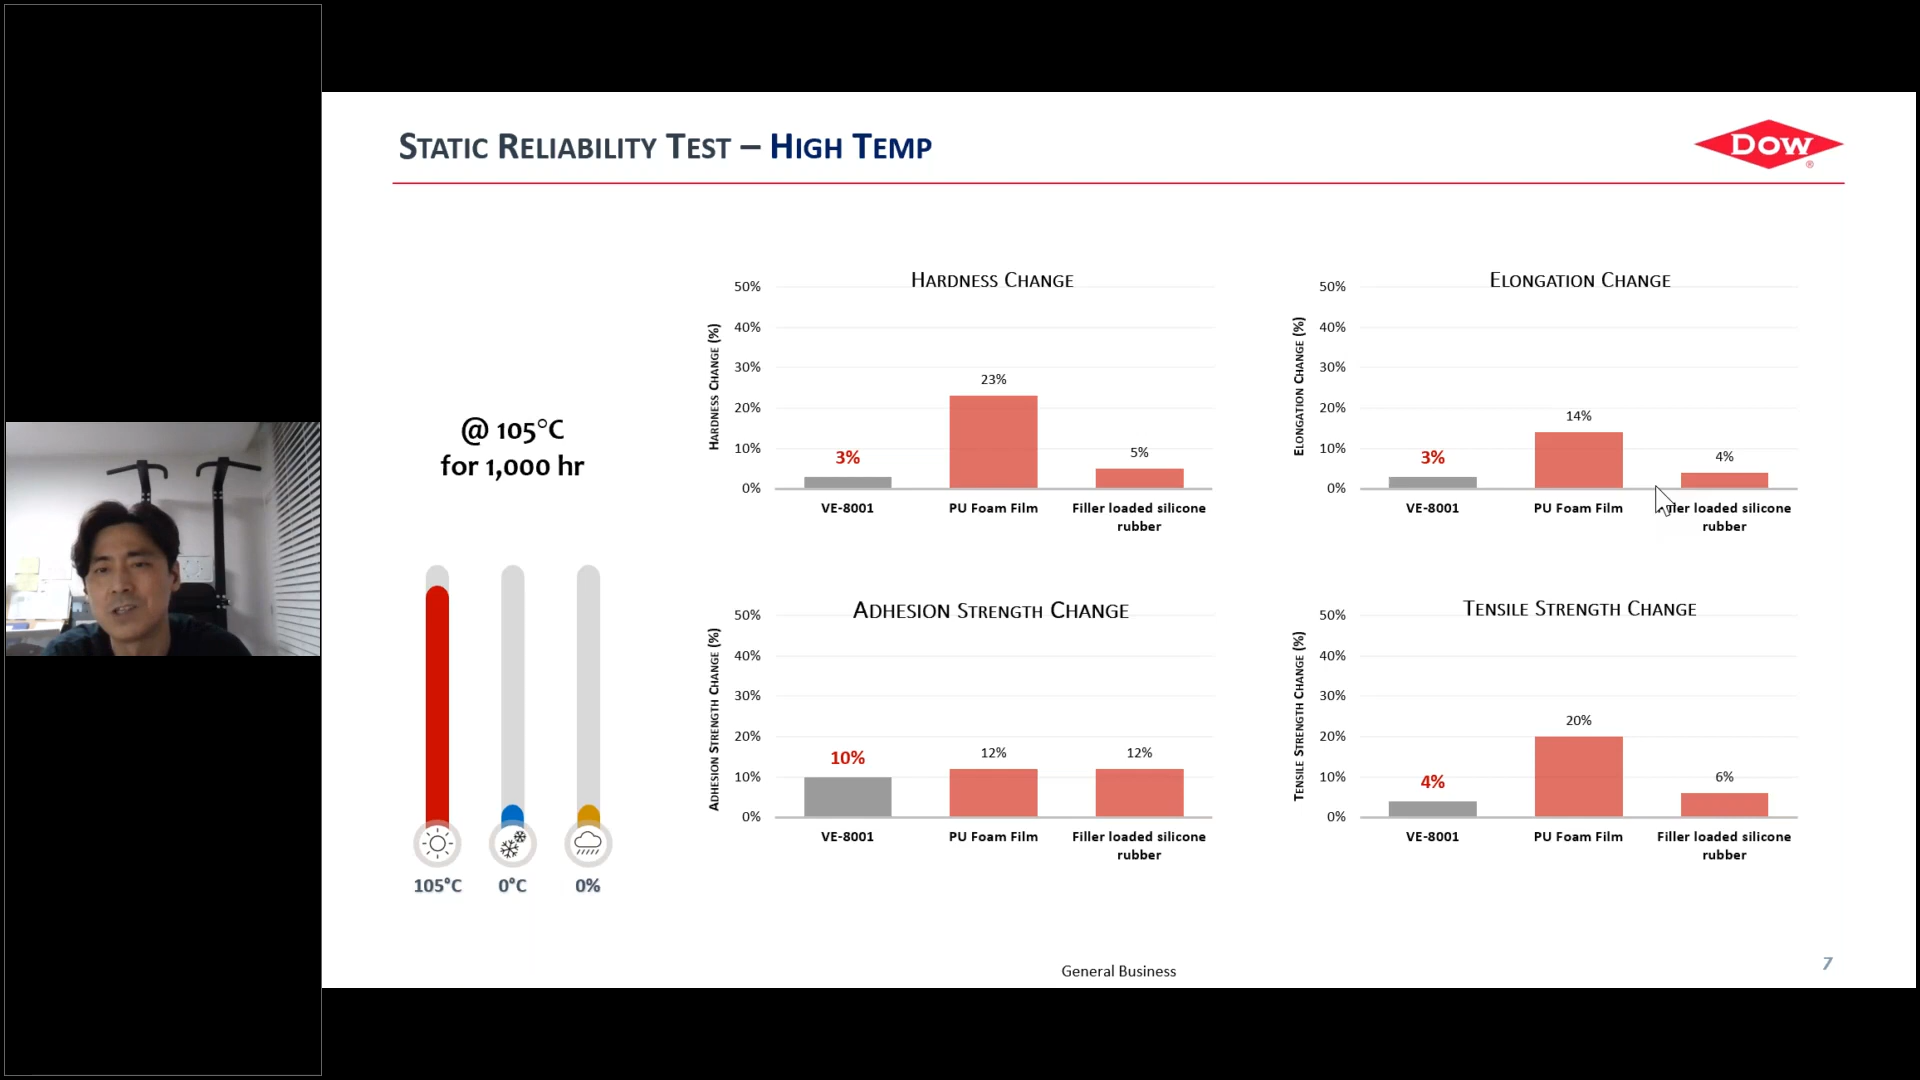 STATIC RELIABILITY TEST – HIGH TEMP
DOW
®
@ 105°C
for 1,000 hr
105°C
0°C
0%
HARDNESS CHANGE
HARDNESS CHANGE (%)
50%
40%
30%
20%
10%
0%
3%
23%
5%
VE-8001
PU Foam Film
Filler loaded silicone
rubber
ELONGATION CHANGE
ELONGATION CHANGE (%)
50%
40%
30%
20%
10%
0%
3%
14%
4%
VE-8001
PU Foam Film
ller loaded silicone
rubber
ADHESION STRENGTH CHANGE
ADHESION STRENGTH CHANGE (%)
50%
40%
30%
20%
10%
0%
10%
12%
12%
VE-8001
PU Foam Film
Filler loaded silicone
rubber
TENSILE STRENGTH CHANGE
TENSILE STRENGTH CHANGE (%)
50%
40%
30%
20%
10%
0%
4%
20%
6%
VE-8001
PU Foam Film
Filler loaded silicone
rubber
General Business
7